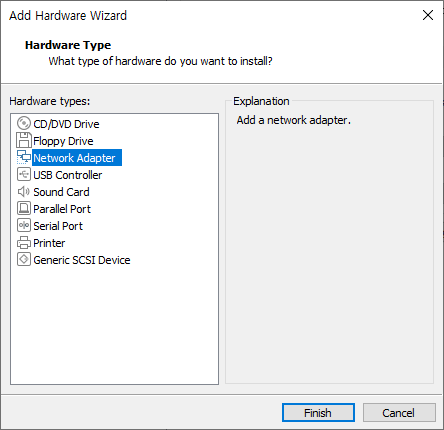 Add Hardware Wizard
Hardware Type
What type of hardware do you want to install?
Hardware types:
CD/DVD Drive
Floppy Drive
Network Adapter
USB Controller
Sound Card
Parallel Port
Serial Port
Printer
Generic SCSI Device
Explanation
Add a network adapter.
Finish
Cancel